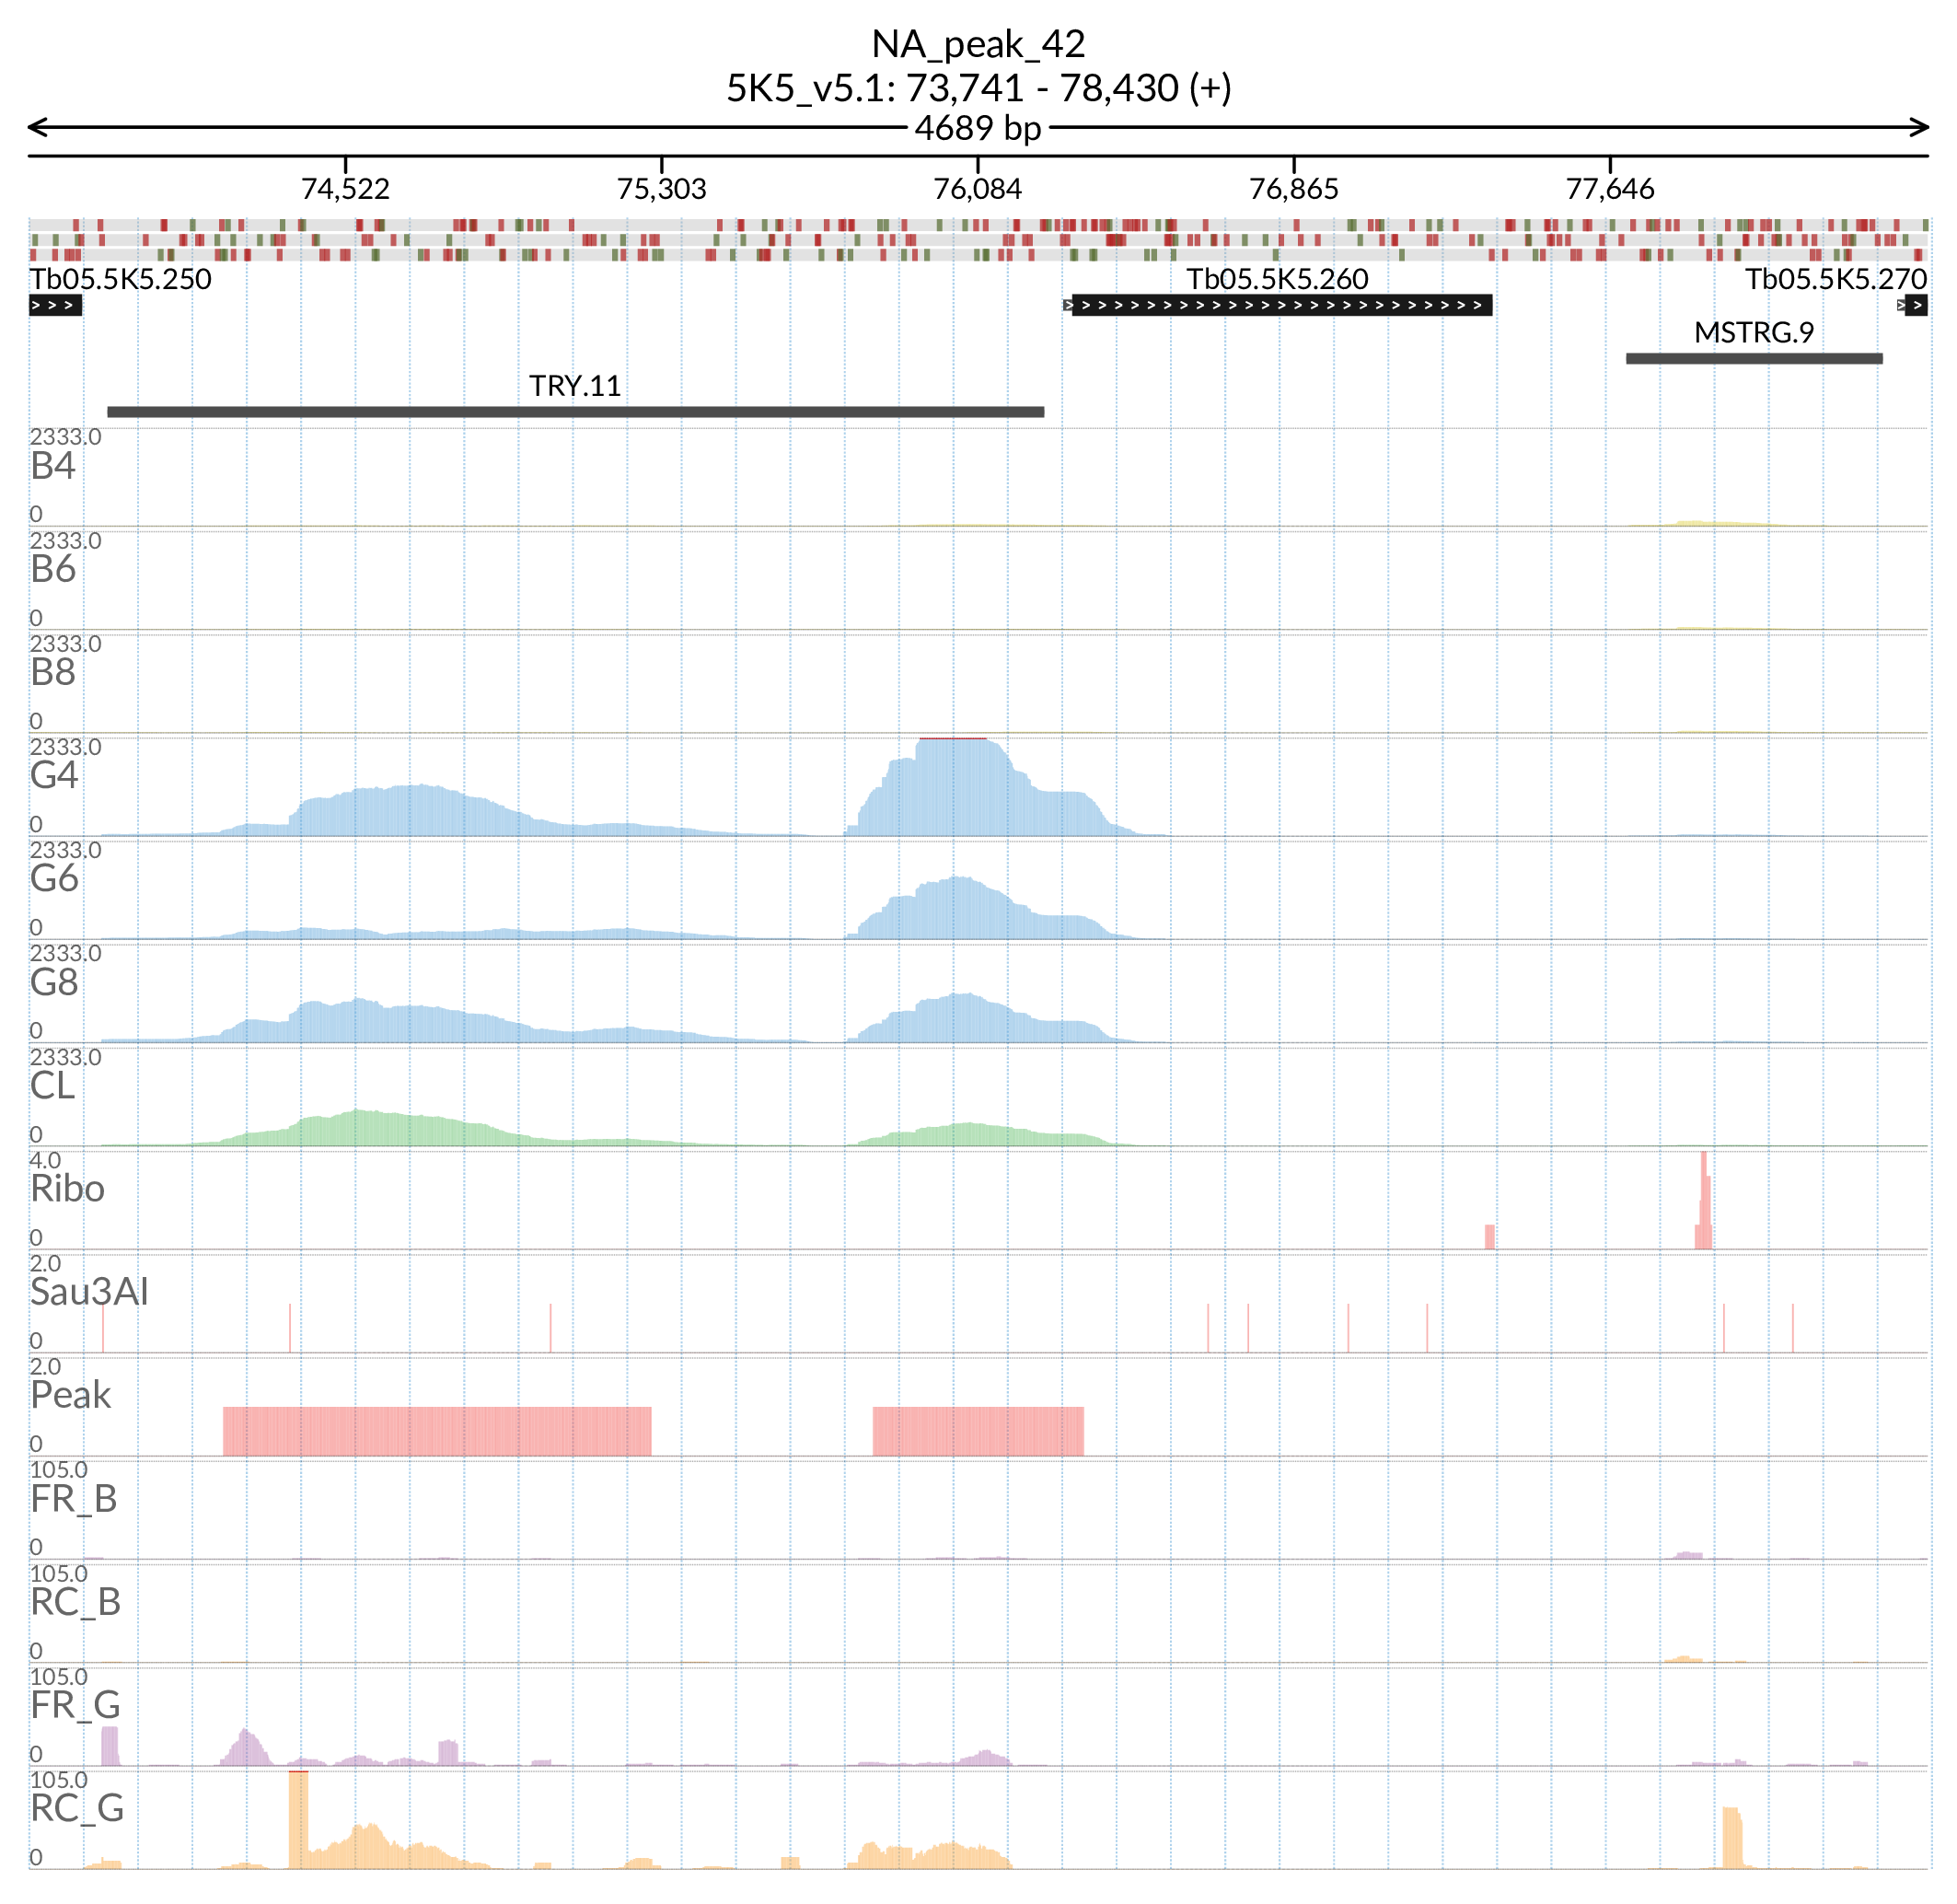 NA_peak_42
5K5_v5.1: 73,741 - 78,430 (+)
4689 bp
74,522 75,303 76,084 76,865 77,646
Tb05.5K5.250 Tb05.5K5.260 Tb05.5K5.270
MSTRG.9
TRY.11
2333.0
B4
0
2333.0
B6
0
2333.0
B8
0
2333.0
G4
0
2333.0
G6
0
2333.0
G8
0
2333.0
CL
0
4.0
Ribo
0
2.0
Sau3AI
0
2.0
Peak
0
105.0
FR_B
0
105.0
RC_B
0
105.0
FR_G
0
105.0
RC_G
0